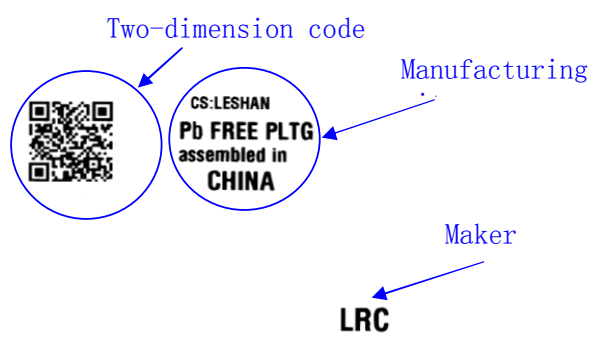 Two-dimension code
Manufacturing
CS:LESHAN
Pb FREE PLTG
assembled in
CHINA
Maker
LRC